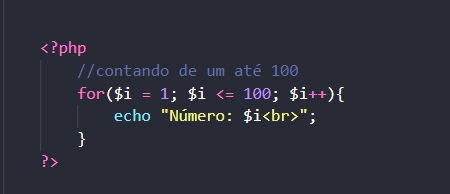 <?php
//contando de um até 100
for($i = 1; $i <= 100; $i++){
echo "Número: $i<br>";
}
?>